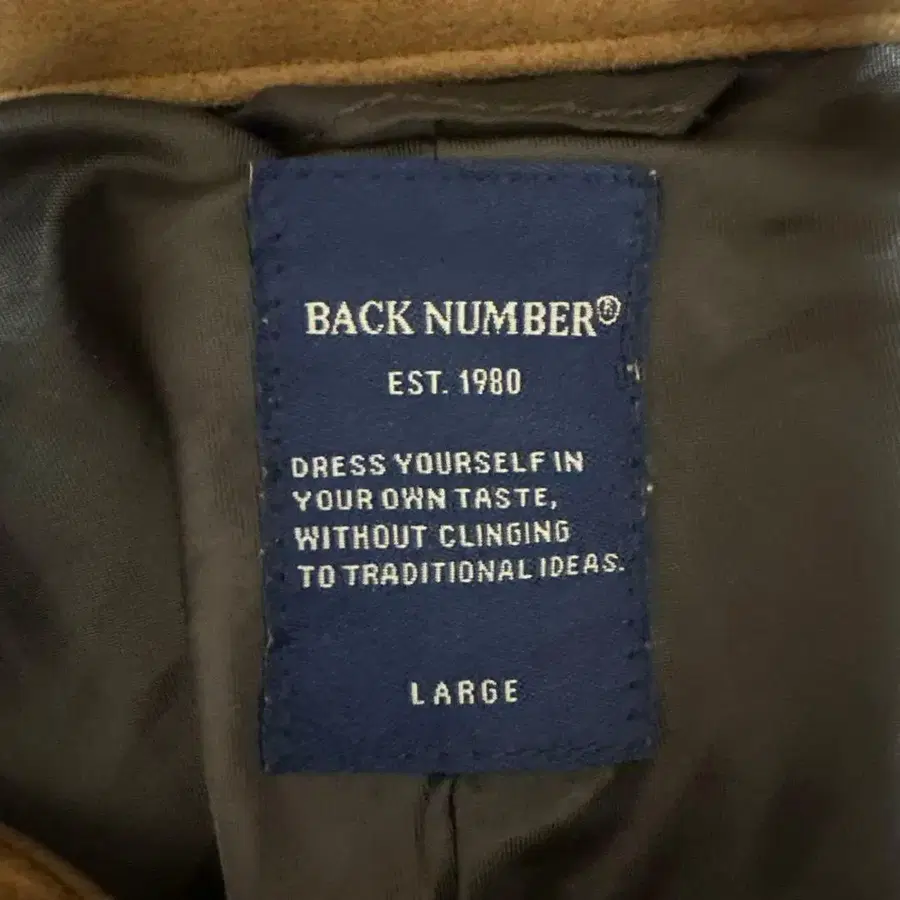 BACK NUMBER®
EST. 1980
DRESS YOURSELF IN
YOUR OWN TASTE,
WITHOUT CLINGING
TO TRADITIONAL IDEAS.
LARGE